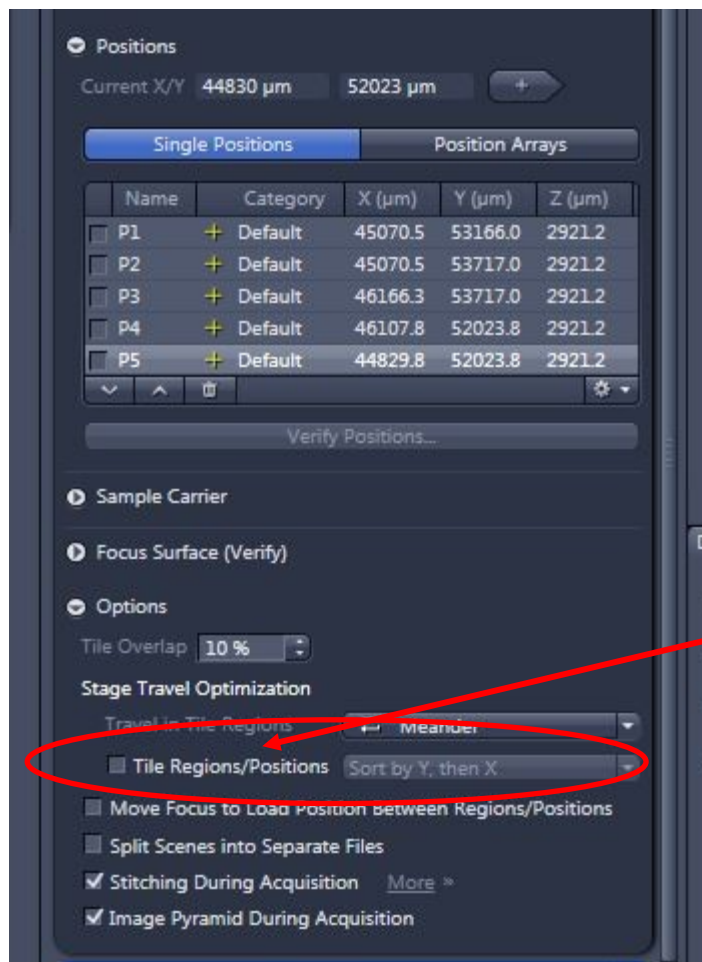 Positions
Current X/Y 44830 µm 52023 µm +
Single Positions Position Arrays
Name Category X (µm) Y (µm) Z (µm)
P1 Default 45070.5 53166.0 2921.2
P2 Default 45070.5 53717.0 2921.2
P3 Default 46166.3 53717.0 2921.2
P4 Default 46107.8 52023.8 2921.2
P5 Default 44829.8 52023.8 2921.2
Verify Positions...
Sample Carrier
Focus Surface (Verify)
Options
Tile Overlap 10 %
Stage Travel Optimization
Travel in Tile Regions Meander
Tile Regions/Positions Sort by Y, then X
Move Focus to Load Position Between Regions/Positions
Split Scenes into Separate Files
Stitching During Acquisition More »
Image Pyramid During Acquisition